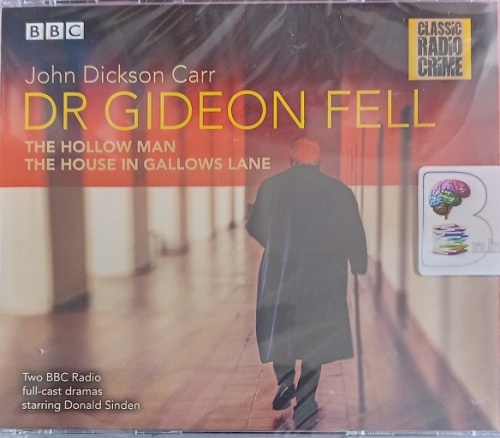 BBC
CLASSIC
RADIO
CRIME
John Dickson Carr
DR GIDEON FELL
THE HOLLOW MAN
THE HOUSE IN GALLOWS LANE
Two BBC Radio
full-cast dramas
starring Donald Sinden